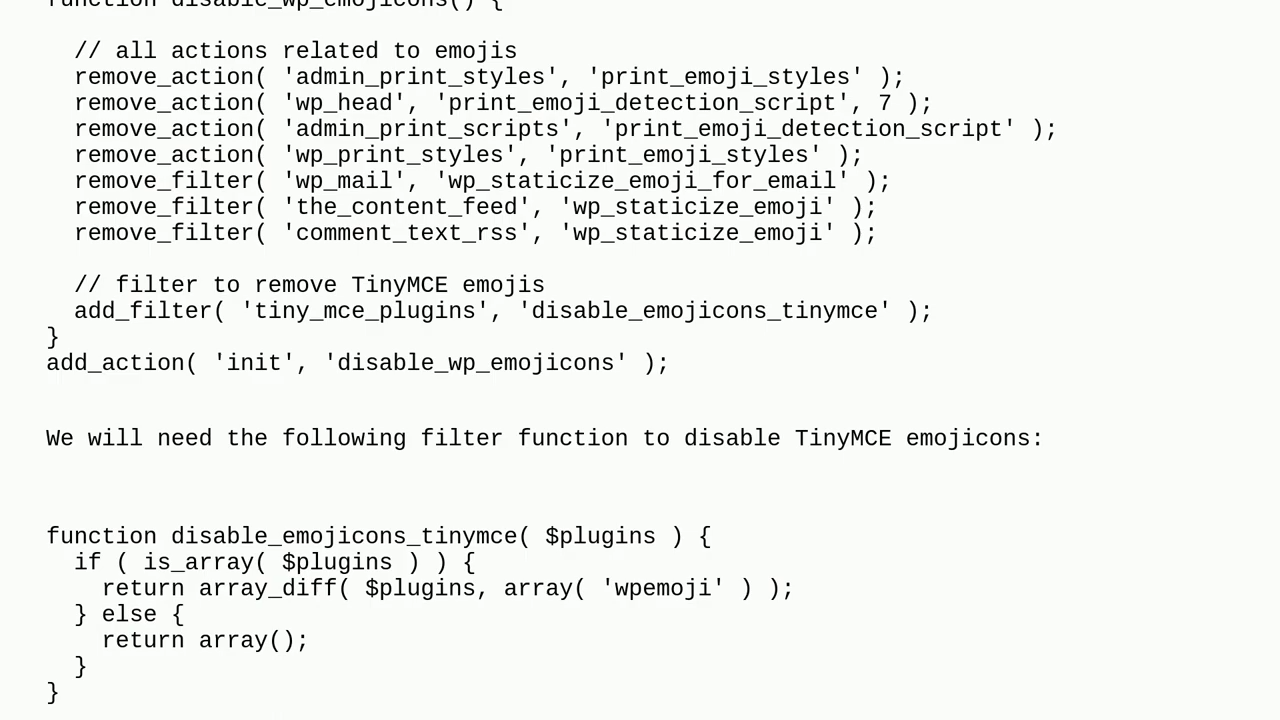 function disable_wp_emojicons() {
// all actions related to emojis
remove_action( 'admin_print_styles', 'print_emoji_styles' );
remove_action( 'wp_head', 'print_emoji_detection_script', 7 );
remove_action( 'admin_print_scripts', 'print_emoji_detection_script' );
remove_action( 'wp_print_styles', 'print_emoji_styles' );
remove_filter( 'wp_mail', 'wp_staticize_emoji_for_email' );
remove_filter( 'the_content_feed', 'wp_staticize_emoji' );
remove_filter( 'comment_text_rss', 'wp_staticize_emoji' );
// filter to remove TinyMCE emojis
add_filter( 'tiny_mce_plugins', 'disable_emojicons_tinymce' );
}
add_action( 'init', 'disable_wp_emojicons' );
We will need the following filter function to disable TinyMCE emojicons:
function disable_emojicons_tinymce( $plugins ) {
if ( is_array( $plugins ) ) {
return array_diff( $plugins, array( 'wpemoji' ) );
} else {
return array();
}
}